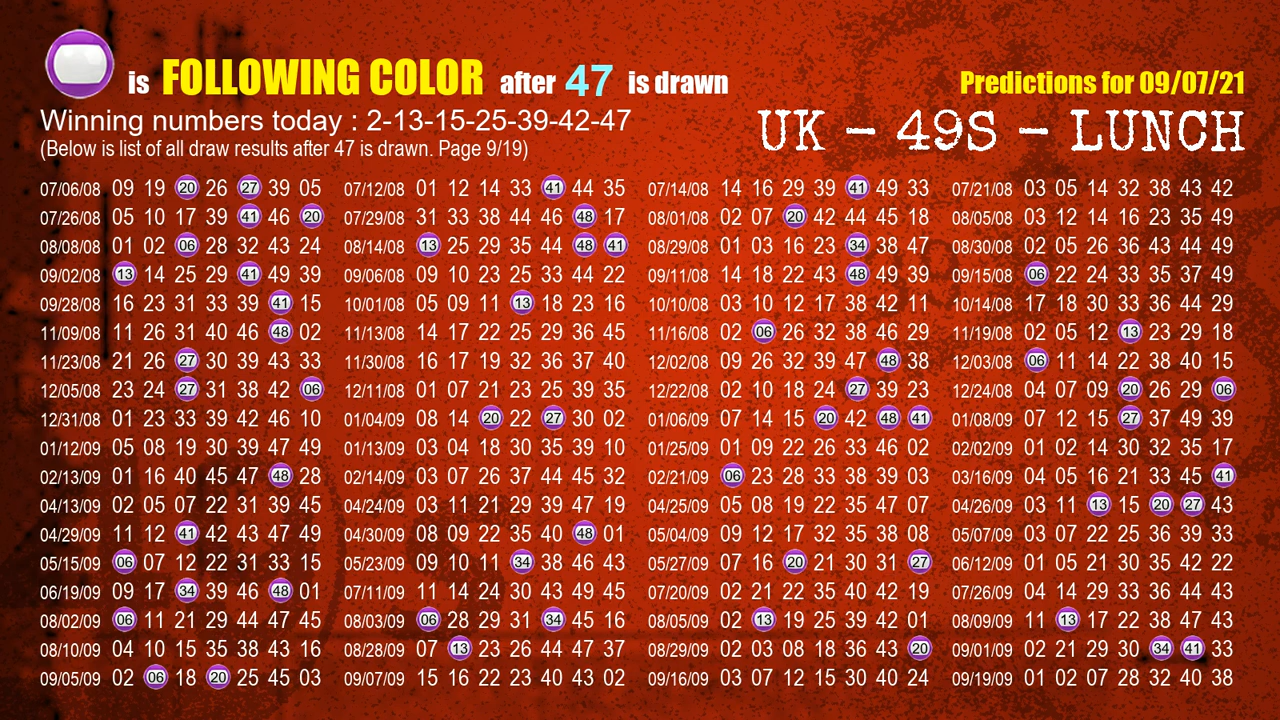 is FOLLOWING COLOR after 47 is drawn
Predictions for 09/07/21
Winning numbers today : 2-13-15-25-39-42-47
UK - 49S - LUNCH
(Below is list of all draw results after 47 is drawn. Page 9/19)
07/06/08 09 19 20 26 27 39 05 07/12/08 01 12 14 33 41 44 35 07/14/08 14 16 29 39 41 49 33 07/21/08 03 05 14 32 38 43 42
07/26/08 05 10 17 39 41 46 20 07/29/08 31 33 38 44 46 48 17 08/01/08 02 07 20 42 44 45 18 08/05/08 03 12 14 16 23 35 49
08/08/08 01 02 06 28 32 43 24 08/14/08 13 25 29 35 44 48 41 08/29/08 01 03 16 23 34 38 47 08/30/08 02 05 26 36 43 44 49
09/02/08 13 14 25 29 41 49 39 09/06/08 09 10 23 25 33 44 22 09/11/08 14 18 22 43 48 49 39 09/15/08 06 22 24 33 35 37 49
09/28/08 16 23 31 33 39 41 15 10/01/08 05 09 11 13 18 23 16 10/10/08 03 10 12 17 38 42 11 10/14/08 17 18 30 33 36 44 29
11/09/08 11 26 31 40 46 48 02 11/13/08 14 17 22 25 29 36 45 11/16/08 02 06 26 32 38 46 29 11/19/08 02 05 12 13 23 29 18
11/23/08 21 26 27 30 39 43 33 11/30/08 16 17 19 32 36 37 40 12/02/08 09 26 32 39 47 48 38 12/03/08 06 11 14 22 38 40 15
12/05/08 23 24 27 31 38 42 06 12/11/08 01 07 21 23 25 39 35 12/22/08 02 10 18 24 27 39 23 12/24/08 04 07 09 20 26 29 06
12/31/08 01 23 33 39 42 46 10 01/04/09 08 14 20 22 27 30 02 01/06/09 07 14 15 20 42 48 41 01/08/09 07 12 15 27 37 49 39
01/12/09 05 08 19 30 39 47 49 01/13/09 03 04 18 30 35 39 10 01/25/09 01 09 22 26 33 46 02 02/02/09 01 02 14 30 32 35 17
02/13/09 01 16 40 45 47 48 28 02/14/09 03 07 26 37 44 45 32 02/21/09 06 23 28 33 38 39 03 03/16/09 04 05 16 21 33 45 41
04/13/09 02 05 07 22 31 39 45 04/24/09 03 11 21 29 39 47 19 04/25/09 05 08 19 22 35 47 07 04/26/09 03 11 13 15 20 27 43
04/29/09 11 12 41 42 43 47 49 04/30/09 08 09 22 35 40 48 01 05/04/09 09 12 17 32 35 38 08 05/07/09 03 07 22 25 36 39 33
05/15/09 06 07 12 22 31 33 15 05/23/09 09 10 11 34 38 46 43 05/27/09 07 16 20 21 30 31 27 06/12/09 01 05 21 30 35 42 22
06/19/09 09 17 34 39 46 48 01 07/11/09 11 14 24 30 43 49 45 07/20/09 02 21 22 35 40 42 19 07/26/09 04 14 29 33 36 44 43
08/02/09 06 11 21 29 44 47 45 08/03/09 06 28 29 31 34 45 16 08/05/09 02 13 19 25 39 42 01 08/09/09 11 13 17 22 38 47 43
08/10/09 04 10 15 35 38 43 16 08/28/09 07 13 23 26 44 47 37 08/29/09 02 03 08 18 36 43 20 09/01/09 02 21 29 30 34 41 33
09/05/09 02 06 18 20 25 45 03 09/07/09 15 16 22 23 40 43 02 09/16/09 03 07 12 15 30 40 24 09/19/09 01 02 07 28 32 40 38